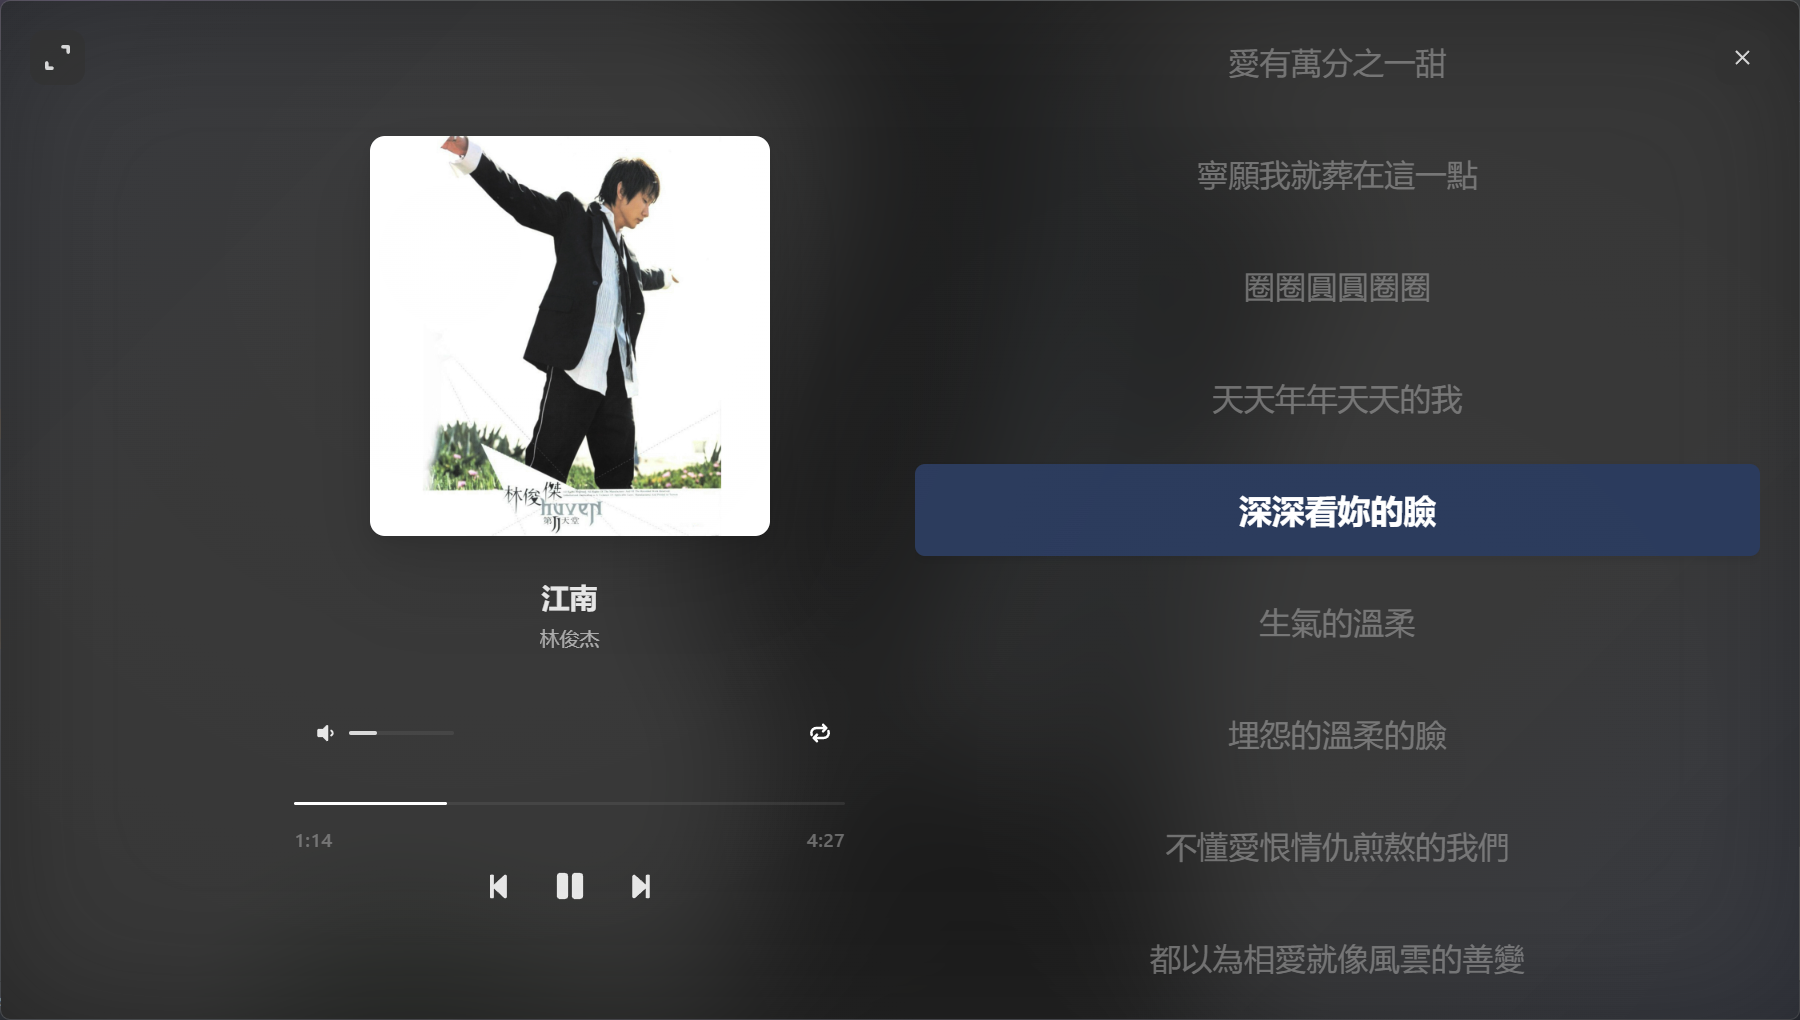 林俊傑
haven
第JJ天堂
江南
林俊杰
1:14
4:27
愛有萬分之一甜
寧願我就葬在這一點
圈圈圓圓圈圈
天天年年天天的我
深深看妳的臉
生氣的溫柔
埋怨的溫柔的臉
不懂愛恨情仇煎熬的我們
都以為相愛就像風雲的善變